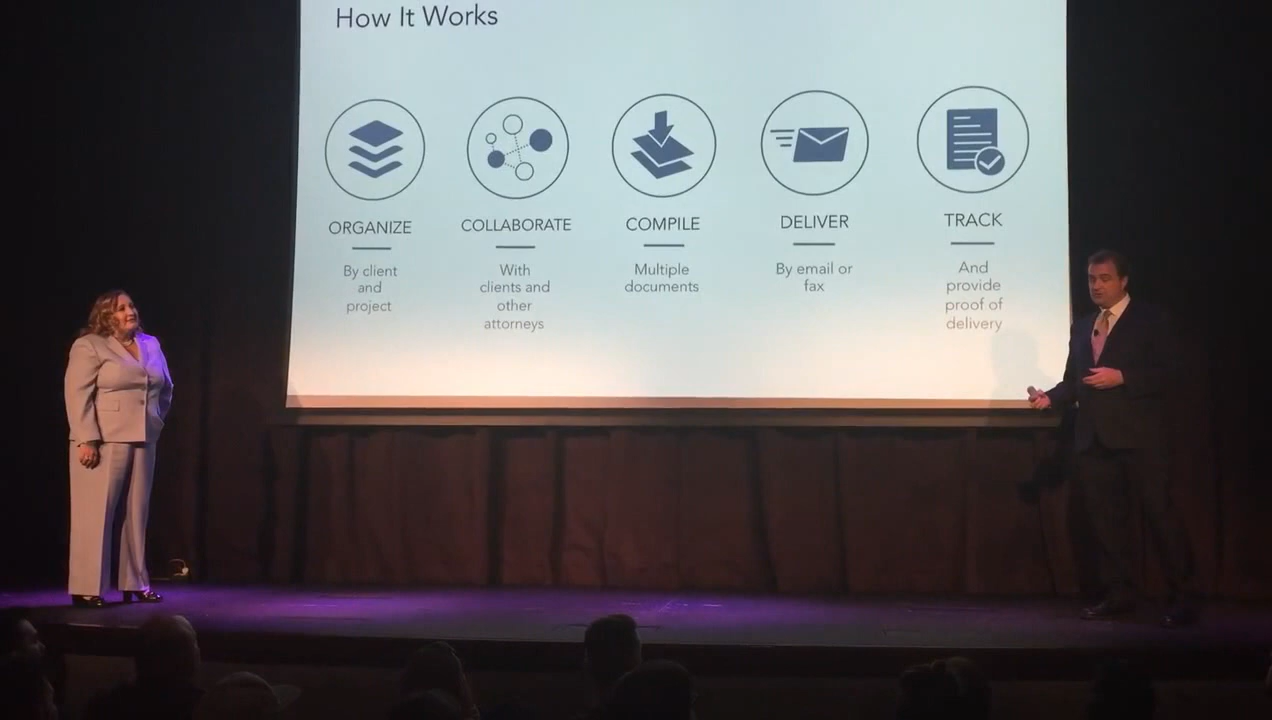 How It Works
ORGANIZE
By client
and
project
COLLABORATE
With
clients and
other
attorneys
COMPILE
Multiple
documents
DELIVER
By email or
fax
TRACK
And
provide
proof of
delivery